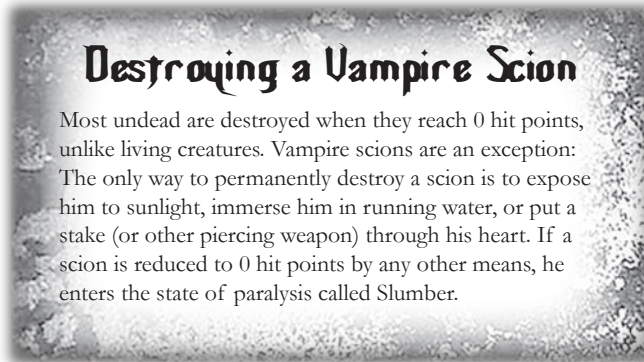 Destroying a Vampire Scion
Most undead are destroyed when they reach 0 hit points,
unlike living creatures. Vampire scions are an exception:
The only way to permanently destroy a scion is to expose
him to sunlight, immerse him in running water, or put a
stake (or other piercing weapon) through his heart. If a
scion is reduced to 0 hit points by any other means, he
enters the state of paralysis called Slumber.